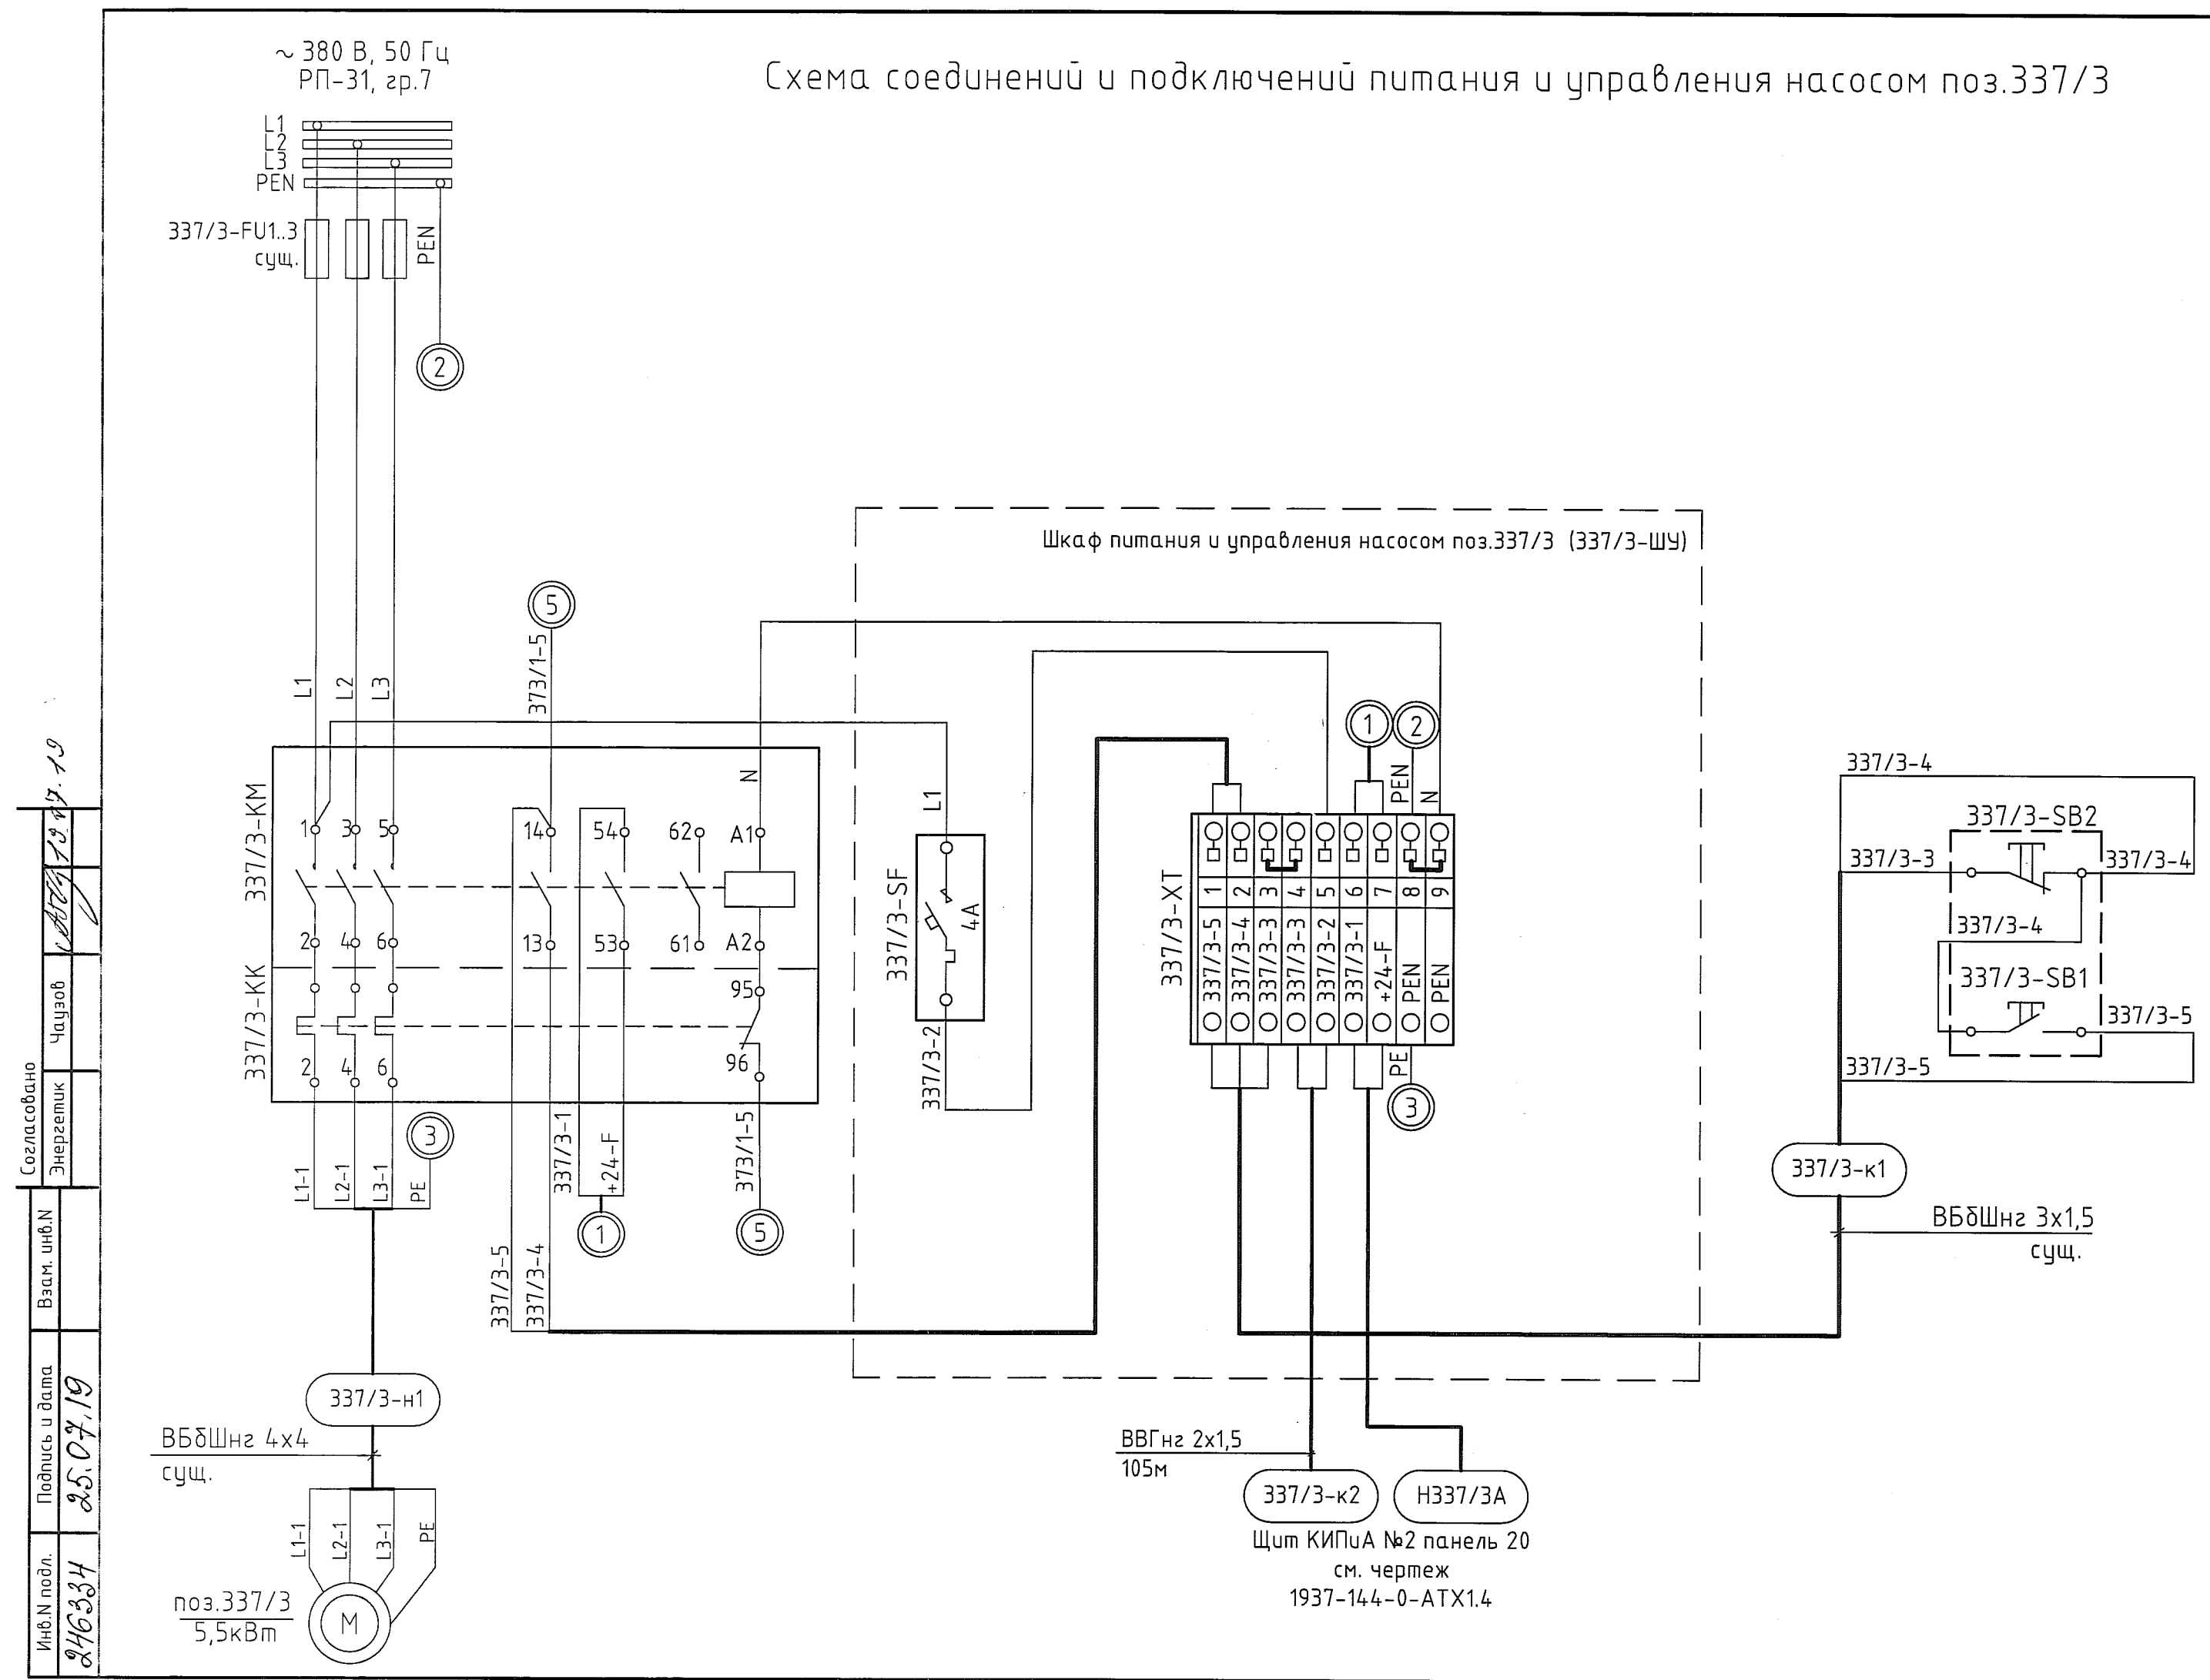 ~ 380 В, 50 Гц
РП-31, гр.7
Схема соединений и подключений питания и управления насосом поз.337/3
L1
L2
L3
PEN
337/3-FU1..3
сущ.
PEN
2
Шкаф питания и управления насосом поз.337/3 (337/3-ШУ)
5
373/1-5
L1
L2
L3
1
2
PEN
N
N
L1
337/3-КМ
1
3
5
14
54
62
А1
2
4
6
13
53
61
А2
337/3-КК
95
96
2
4
6
337/3-SF
4А
337/3-2
337/3-ХТ
1
2
3
4
5
6
7
8
9
337/3-5
337/3-4
337/3-3
337/3-3
337/3-2
337/3-1
+24-F
PEN
PEN
PE
3
337/3-4
337/3-SB2
337/3-3
337/3-4
337/3-4
337/3-SB1
337/3-5
337/3-5
337/3-к1
ВБбШнг 3х1,5
сущ.
L1-1
L2-1
L3-1
PE
3
337/3-1
+24-F
1
373/1-5
5
337/3-5
337/3-4
337/3-н1
ВБбШнг 4х4
сущ.
L1-1
L2-1
L3-1
PE
поз.337/3
5,5кВт
М
ВВГнг 2х1,5
105м
337/3-к2
Н337/3А
Щит КИПиА №2 панель 20
см. чертеж
1937-144-0-АТХ1.4
Согласовано
Энергетик
Чаузов
Взам. инв.N
Подпись и дата
25.07.19
Инв.N подл.
246334